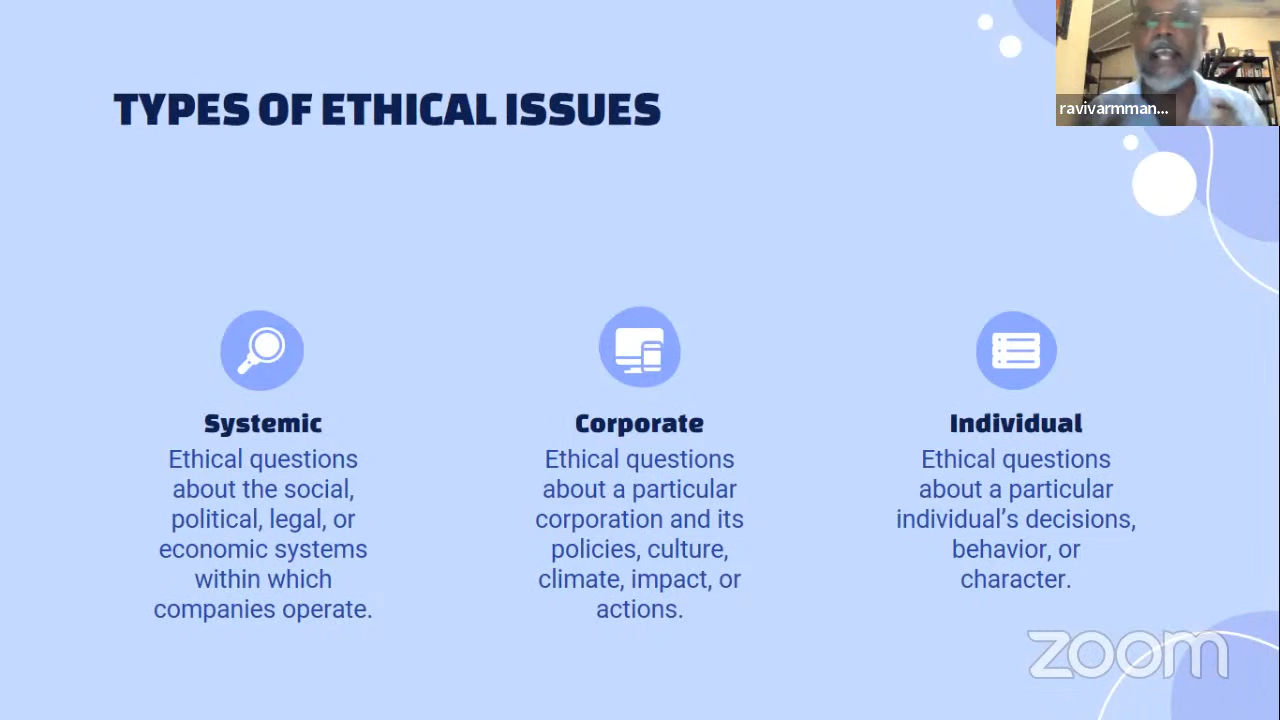 TYPES OF ETHICAL ISSUES
ravivarmman...
Systemic
Ethical questions
about the social,
political, legal, or
economic systems
within which
companies operate.
Corporate
Ethical questions
about a particular
corporation and its
policies, culture,
climate, impact, or
actions.
Individual
Ethical questions
about a particular
individual’s decisions,
behavior, or
character.
zoom